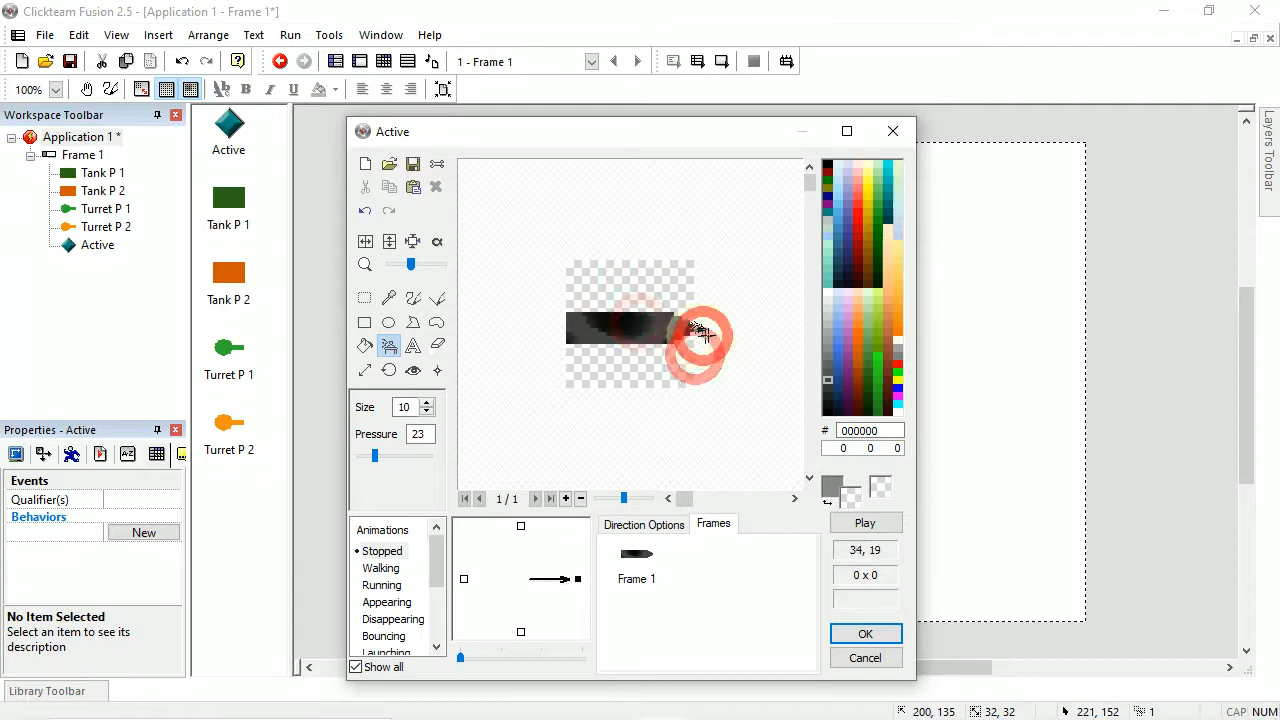 Clickteam Fusion 2.5 - [Application 1 - Frame 1*]
File Edit View Insert Arrange Text Run Tools Window Help
1 - Frame 1
100%
Workspace Toolbar
Application 1 *
Frame 1
Tank P 1
Tank P 2
Turret P 1
Turret P 2
Active
Active
Tank P 1
Tank P 2
Turret P 1
Turret P 2
Properties - Active
Events
Qualifier(s)
Behaviors
New
No Item Selected
Select an item to see its
description
Library Toolbar
Active
Size 10
Pressure 23
1 / 1
Animations
Stopped
Walking
Running
Appearing
Disappearing
Bouncing
Launching
Show all
Direction Options Frames
Frame 1
# 000000
0 0 0
Play
34, 19
0 x 0
OK
Cancel
Layers Toolbar
200, 135 32, 32 221, 152 1 CAP NUM